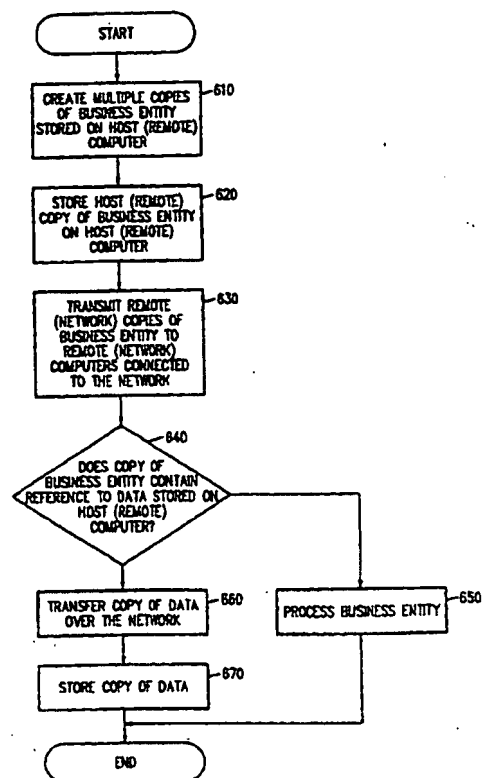 START
610
CREATE MULTIPLE COPIES
OF BUSINESS ENTITY
STORED ON HOST (REMOTE)
COMPUTER
620
STORE HOST (REMOTE)
COPY OF BUSINESS ENTITY
ON HOST (REMOTE)
COMPUTER
630
TRANSMIT REMOTE
(NETWORK) COPIES OF
BUSINESS ENTITY TO
REMOTE (NETWORK)
COMPUTERS CONNECTED
TO THE NETWORK
640
DOES COPY OF
BUSINESS ENTITY CONTAIN
REFERENCE TO DATA STORED ON
HOST (REMOTE)
COMPUTER?
660
TRANSFER COPY OF DATA
OVER THE NETWORK
650
PROCESS BUSINESS ENTITY
670
STORE COPY OF DATA
END